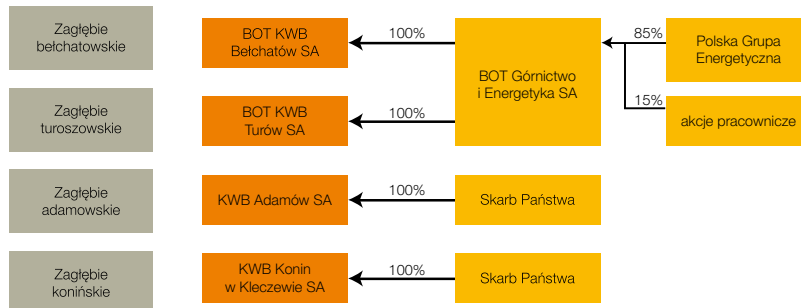 Zagłębie
bełchatowskie
BOT KWB
Bełchatów SA
100%
BOT Górnictwo
i Energetyka SA
85%
Polska Grupa
Energetyczna
15%
akcje pracownicze
Zagłębie
turoszowskie
BOT KWB
Turów SA
100%
Zagłębie
adamowskie
KWB Adamów SA
100%
Skarb Państwa
Zagłębie
konińskie
KWB Konin
w Kleczewie SA
100%
Skarb Państwa